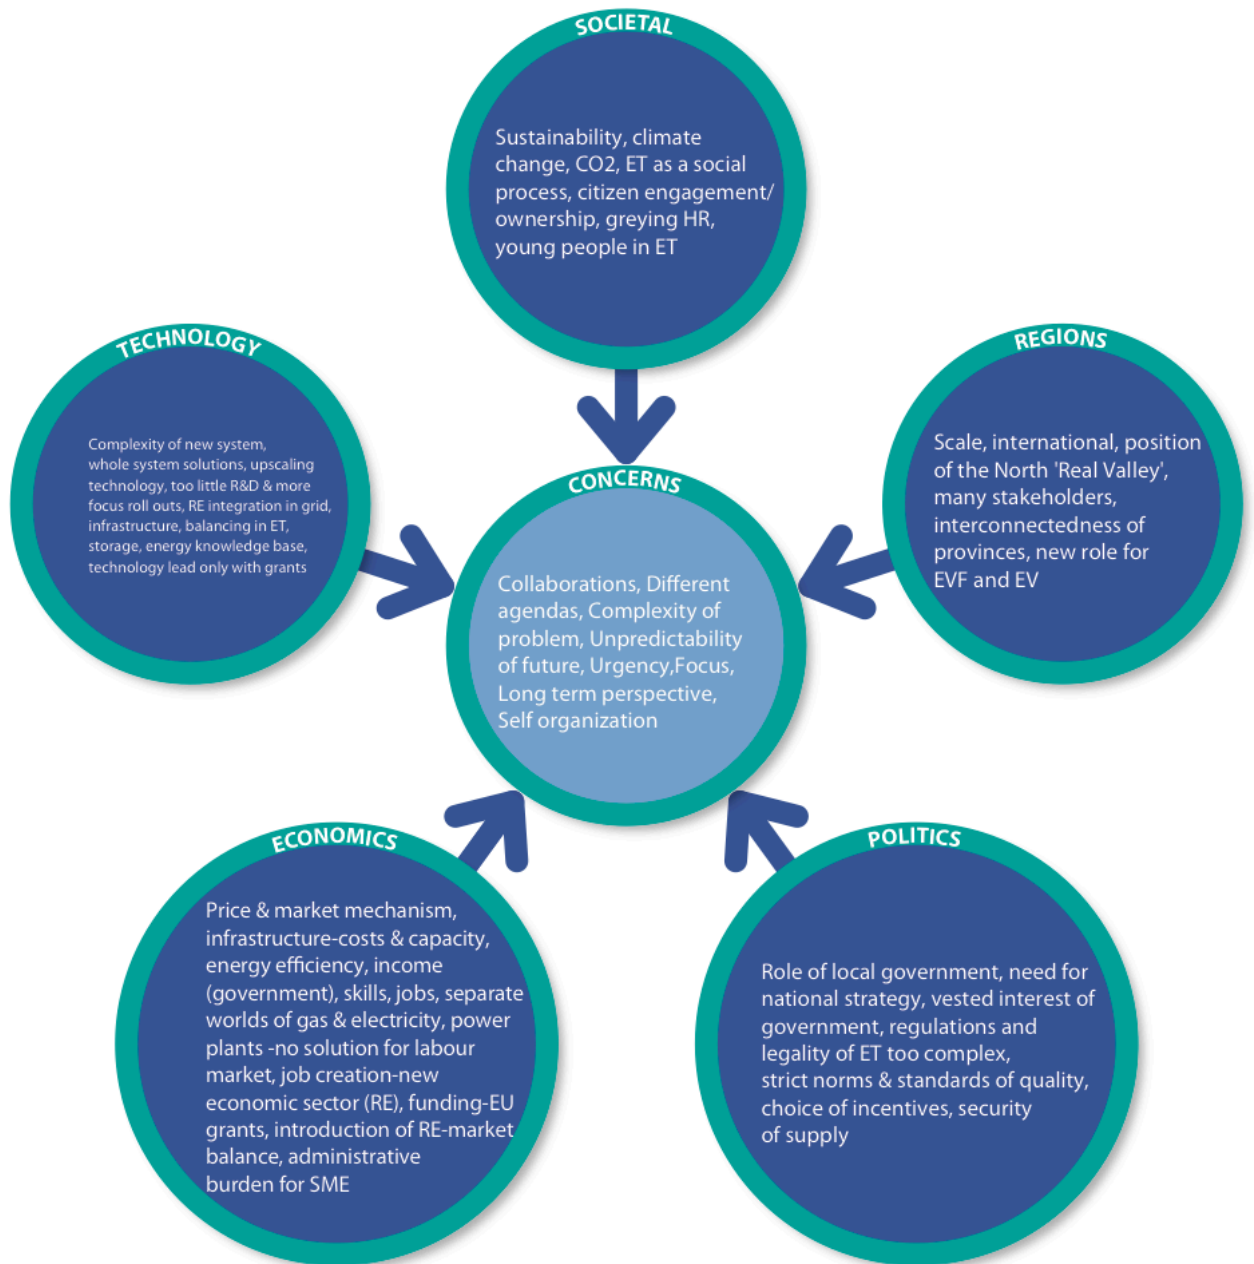 SOCIETAL
Sustainability, climate
change, CO2, ET as a social
process, citizen engagement/
ownership, greying HR,
young people in ET
TECHNOLOGY
Complexity of new system,
whole system solutions, upscaling
technology, too little R&D & more
focus roll outs, RE integration in grid,
infrastructure, balancing in ET,
storage, energy knowledge base,
technology lead only with grants
REGIONS
Scale, international, position
of the North 'Real Valley',
many stakeholders,
interconnectedness of
provinces, new role for
EVF and EV
CONCERNS
Collaborations, Different
agendas, Complexity of
problem, Unpredictability
of future, Urgency,Focus,
Long term perspective,
Self organization
ECONOMICS
Price & market mechanism,
infrastructure-costs & capacity,
energy efficiency, income
(government), skills, jobs, separate
worlds of gas & electricity, power
plants -no solution for labour
market, job creation-new
economic sector (RE), funding-EU
grants, introduction of RE-market
balance, administrative
burden for SME
POLITICS
Role of local government, need for
national strategy, vested interest of
government, regulations and
legality of ET too complex,
strict norms & standards of quality,
choice of incentives, security
of supply